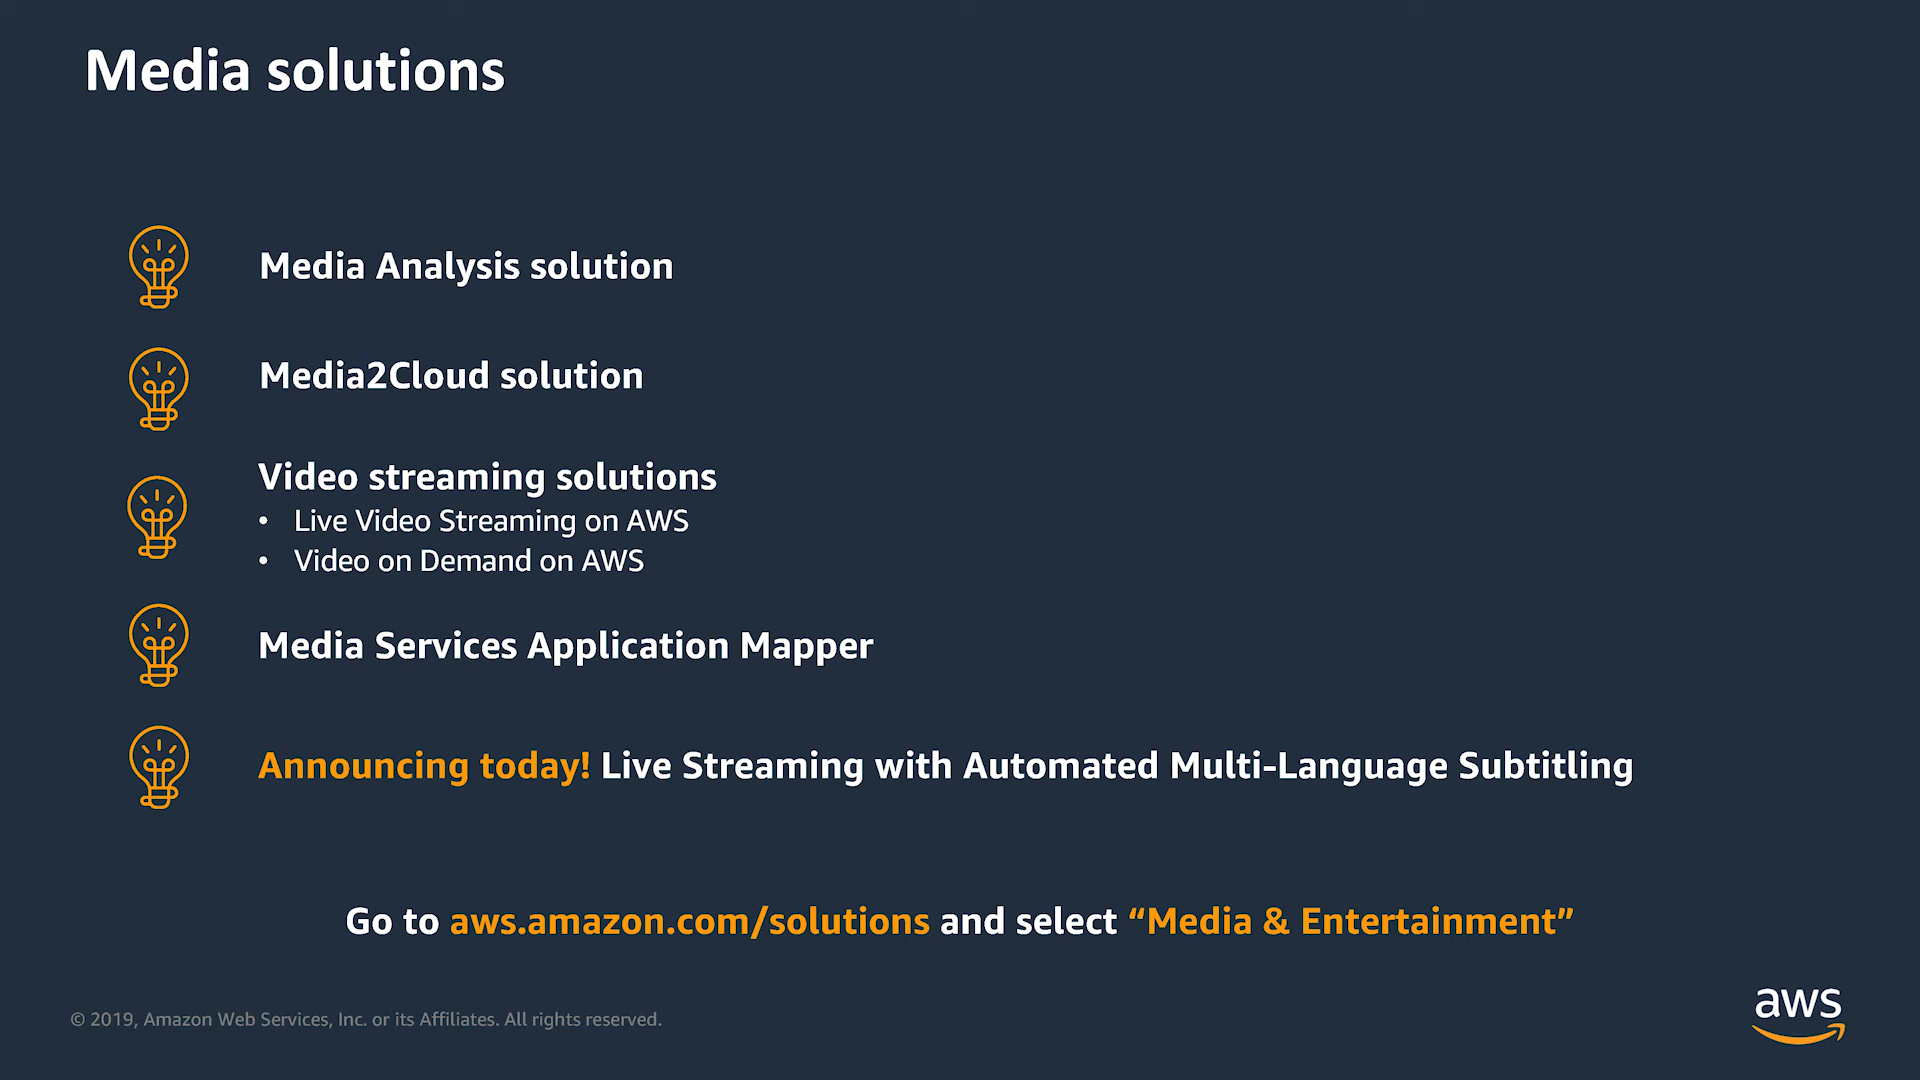 Media solutions
Media Analysis solution
Media2Cloud solution
Video streaming solutions
• Live Video Streaming on AWS
• Video on Demand on AWS
Media Services Application Mapper
Announcing today! Live Streaming with Automated Multi-Language Subtitling
Go to aws.amazon.com/solutions and select “Media & Entertainment”
© 2019, Amazon Web Services, Inc. or its Affiliates. All rights reserved.
aws